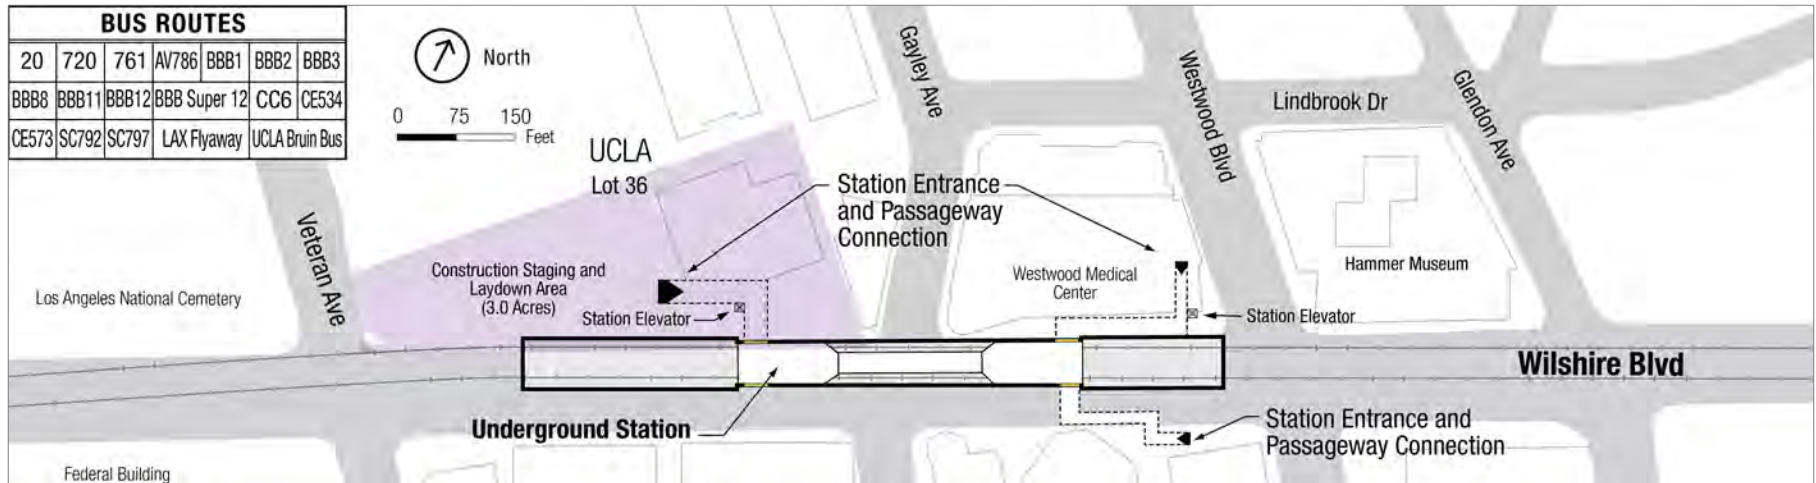 BUS ROUTES
20 720 761 AV786 BBB1 BBB2 BBB3
BBB8 BBB11 BBB12 BBB Super 12 CC6 CE534
CE573 SC792 SC797 LAX Flyaway UCLA Bruin Bus
North
0 75 150
Feet
UCLA
Lot 36
Gayley Ave
Westwood Blvd
Lindbrook Dr
Glendon Ave
Veteran Ave
Station Entrance
and Passageway
Connection
Los Angeles National Cemetery
Construction Staging and
Laydown Area
(3.0 Acres)
Station Elevator
Westwood Medical
Center
Hammer Museum
Station Elevator
Wilshire Blvd
Underground Station
Station Entrance and
Passageway Connection
Federal Building